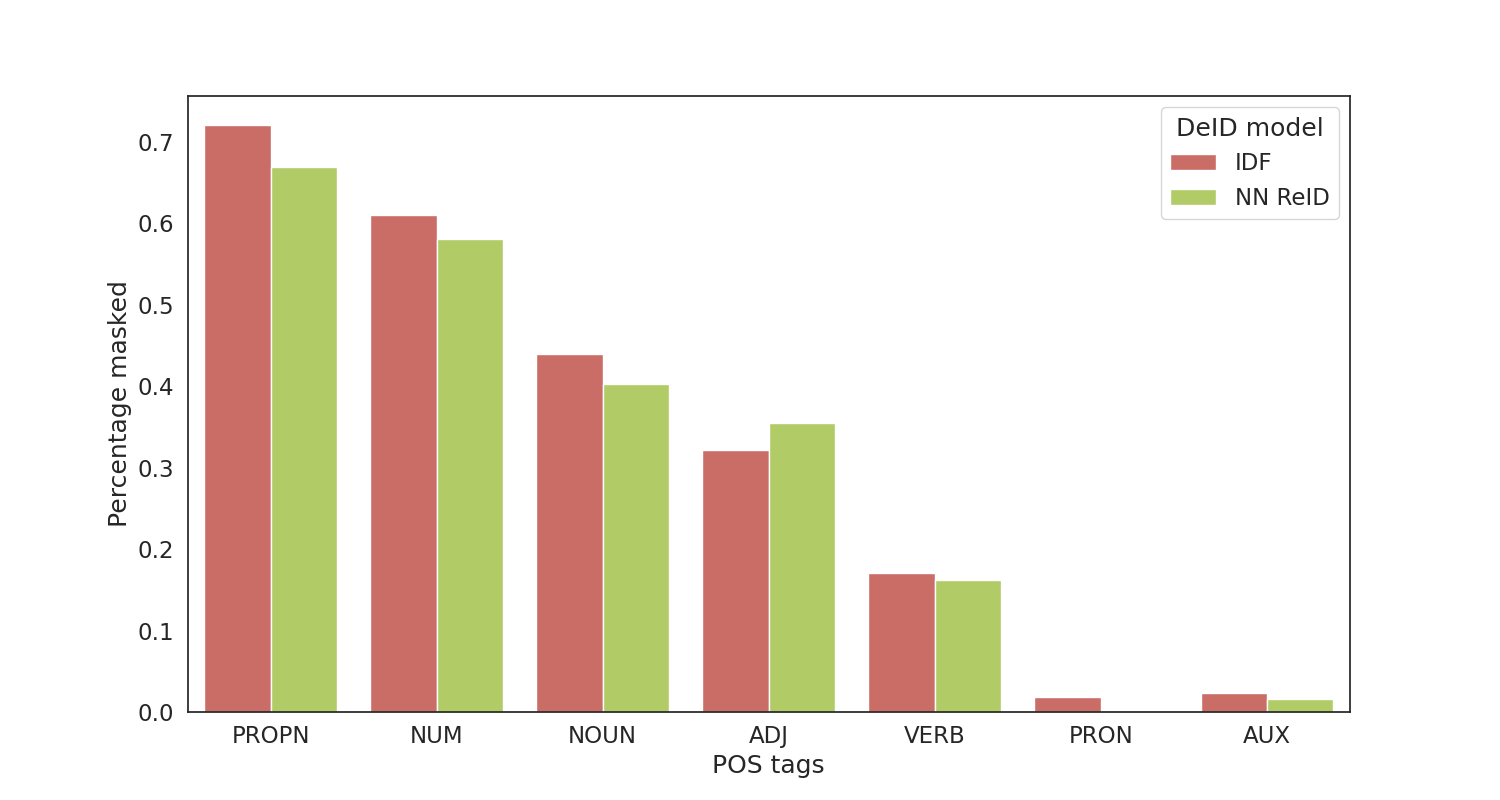 DeID model
IDF
NN ReID
Percentage masked
0.7
0.6
0.5
0.4
0.3
0.2
0.1
0.0
PROPN NUM NOUN ADJ VERB PRON AUX
POS tags